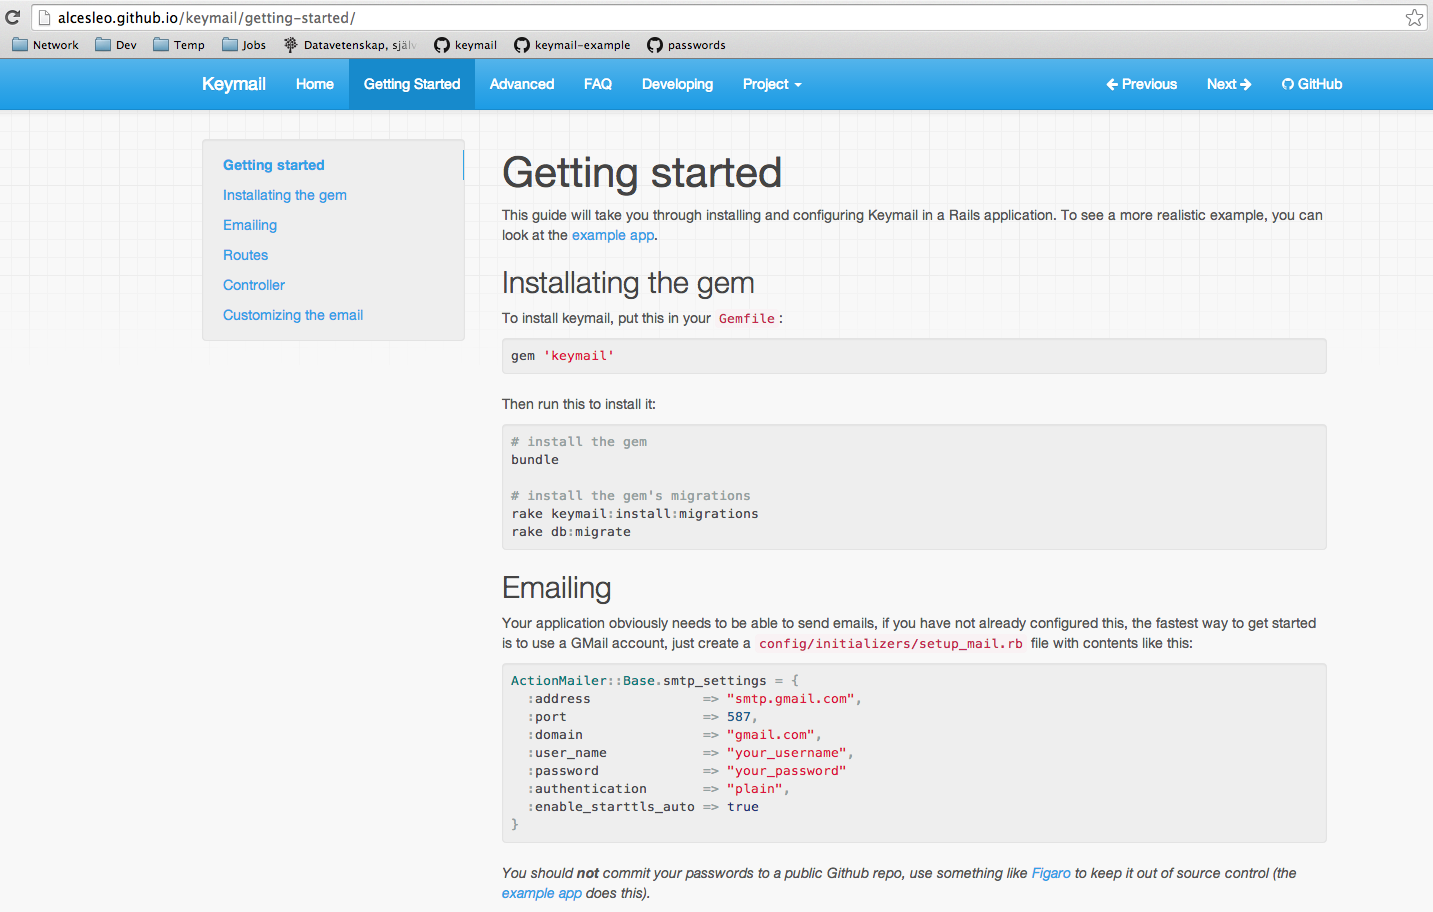 alcesleo.github.io/keymail/getting-started/
Network Dev Temp Jobs Datavetenskap, själv keymail keymail-example passwords
Keymail Home Getting Started Advanced FAQ Developing Project Previous Next GitHub
Getting started
Installating the gem
Emailing
Routes
Controller
Customizing the email
Getting started
This guide will take you through installing and configuring Keymail in a Rails application. To see a more realistic example, you can
look at the example app.
Installating the gem
To install keymail, put this in your Gemfile:
gem 'keymail'
Then run this to install it:
# install the gem
bundle
# install the gem's migrations
rake keymail:install:migrations
rake db:migrate
Emailing
Your application obviously needs to be able to send emails, if you have not already configured this, the fastest way to get started
is to use a GMail account, just create a config/initializers/setup_mail.rb file with contents like this:
ActionMailer::Base.smtp_settings = {
  :address              => "smtp.gmail.com",
  :port                 => 587,
  :domain               => "gmail.com",
  :user_name            => "your_username",
  :password             => "your_password"
  :authentication       => "plain",
  :enable_starttls_auto => true
}
You should not commit your passwords to a public Github repo, use something like Figaro to keep it out of source control (the
example app does this).